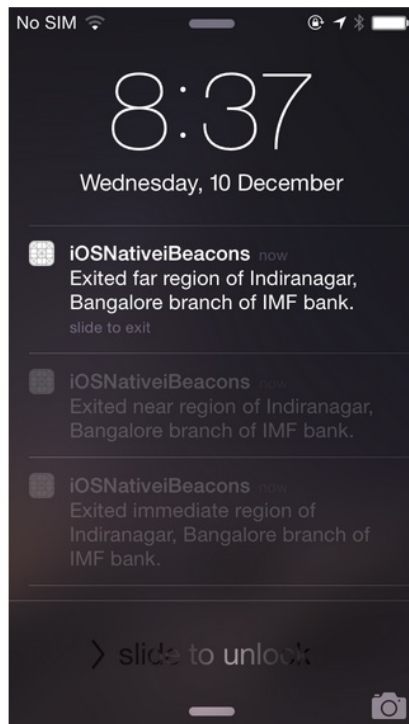 No SIM
8:37
Wednesday, 10 December
iOSNativeiBeacons now
Exited far region of Indiranagar,
Bangalore branch of IMF bank.
slide to exit
iOSNativeiBeacons now
Exited near region of Indiranagar,
Bangalore branch of IMF bank.
iOSNativeiBeacons now
Exited immediate region of
Indiranagar, Bangalore branch of
IMF bank.
slide to unlock